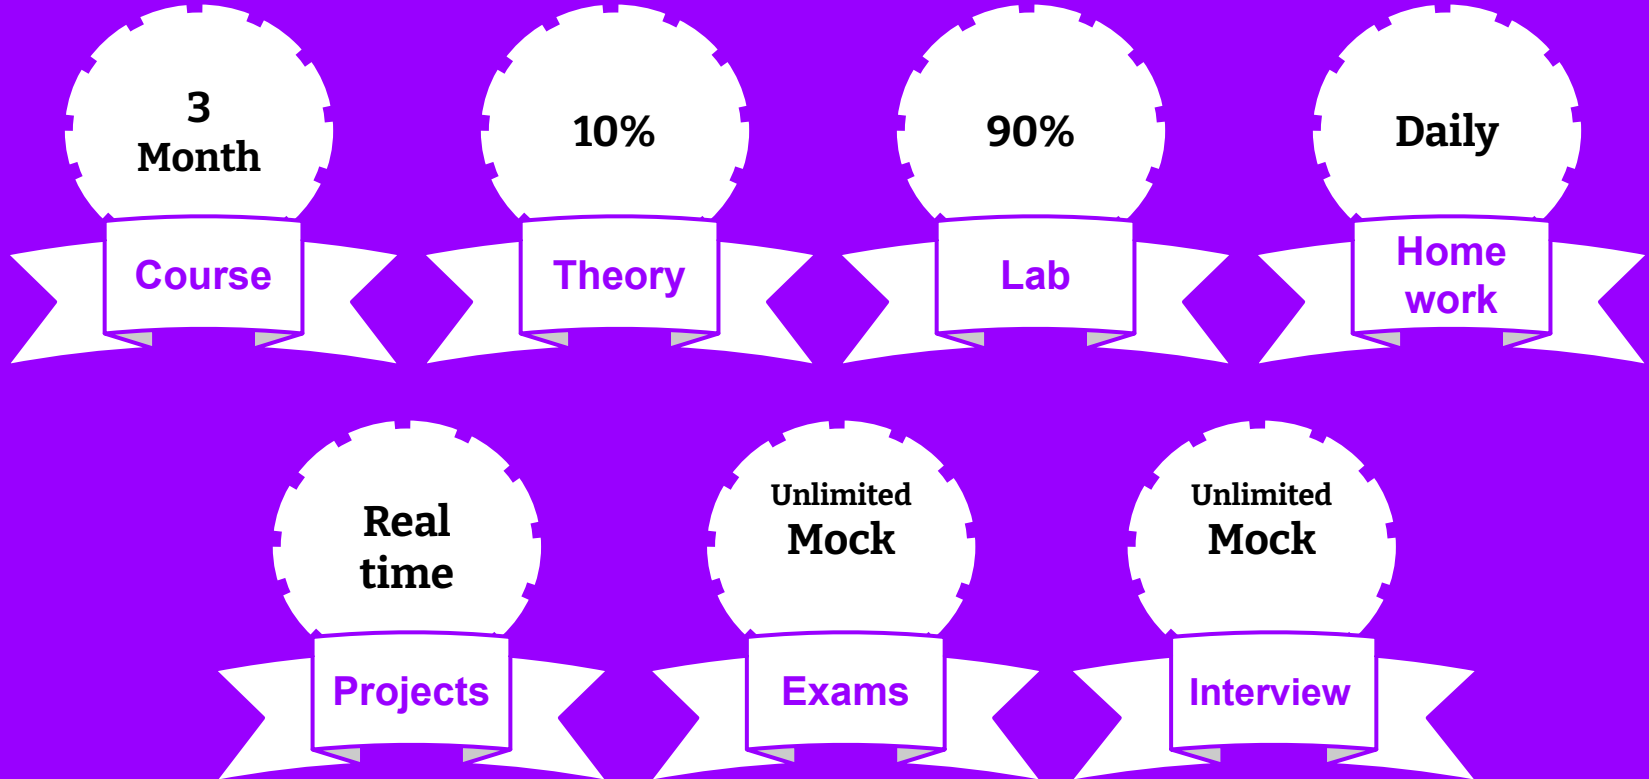 3
Month
Course
10%
Theory
90%
Lab
Daily
Home
work
Real
time
Projects
Unlimited
Mock
Exams
Unlimited
Mock
Interview